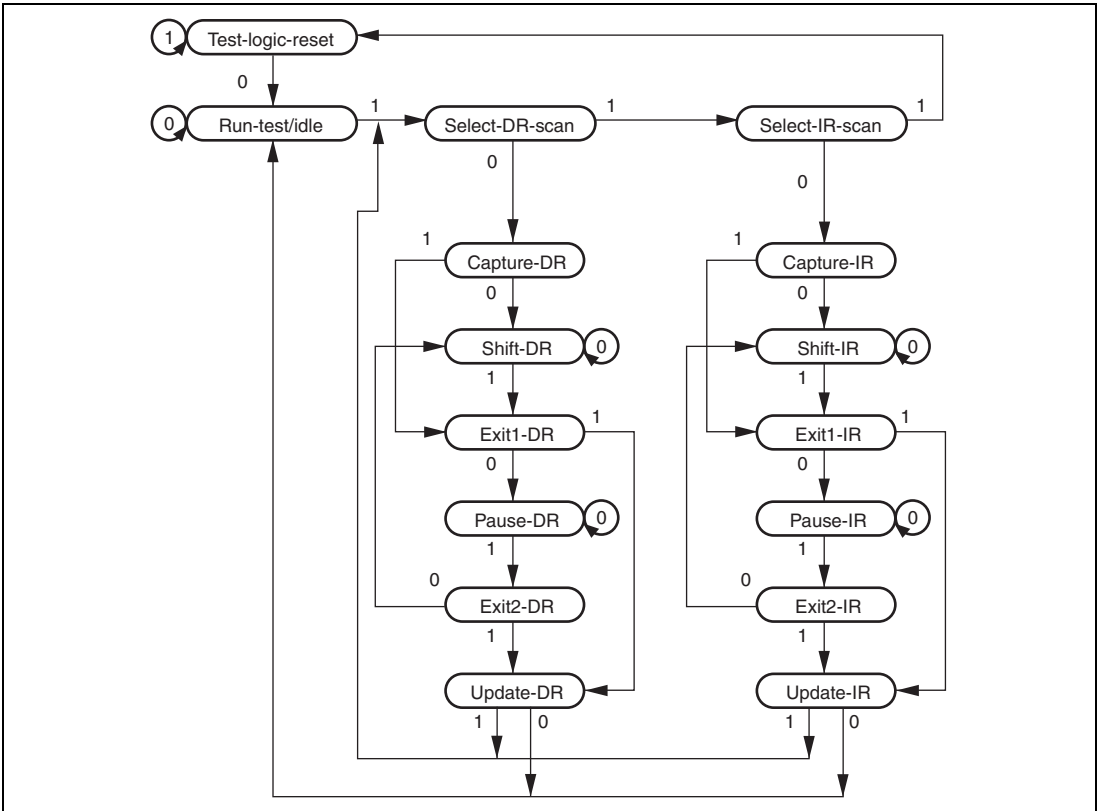 1 Test-logic-reset
0
0 Run-test/idle 1 Select-DR-scan 1 Select-IR-scan 1
0 0
1 Capture-DR 1 Capture-IR
0 0
Shift-DR 0 Shift-IR 0
1 1
Exit1-DR 1 Exit1-IR 1
0 0
Pause-DR 0 Pause-IR 0
1 1
0 Exit2-DR 0 Exit2-IR
1 1
Update-DR Update-IR
1 0 1 0